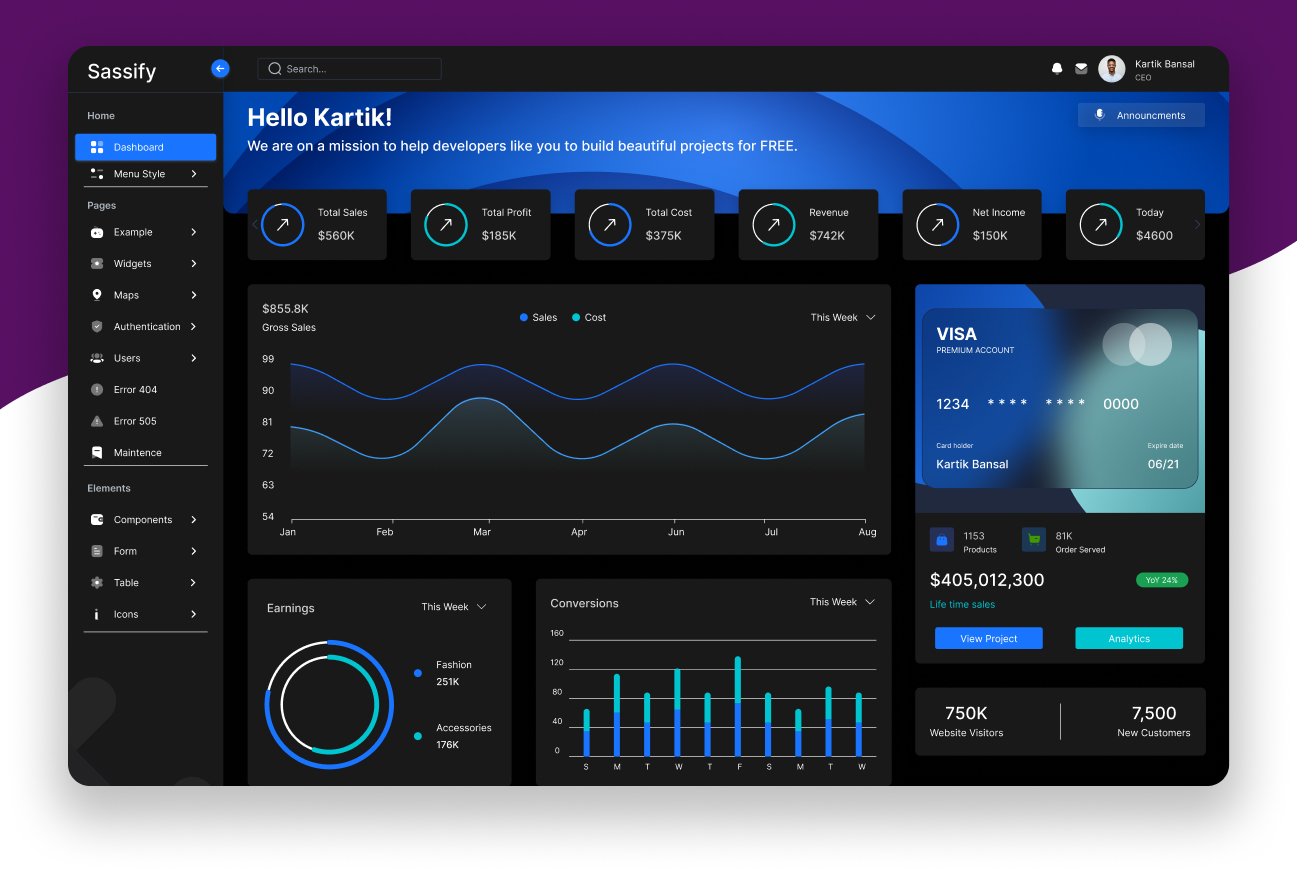 Sassify
Search...
Kartik Bansal
CEO
Home
Dashboard
Menu Style
Pages
Example
Widgets
Maps
Authentication
Users
Error 404
Error 505
Maintence
Elements
Components
Form
Table
Icons
Hello Kartik!
We are on a mission to help developers like you to build beautiful projects for FREE.
Announcments
Total Sales
$560K
Total Profit
$185K
Total Cost
$375K
Revenue
$742K
Net Income
$150K
Today
$4600
$855.8K
Gross Sales
Sales
Cost
This Week
99
90
81
72
63
54
Jan Feb Mar Apr Jun Jul Aug
VISA
PREMIUM ACCOUNT
1234 **** **** 0000
Card holder
Kartik Bansal
Expire date
06/21
1153
Products
81K
Order Served
$405,012,300
YoY 24%
Life time sales
View Project
Analytics
Earnings
This Week
Fashion
251K
Accessories
176K
Conversions
This Week
160
120
80
40
0
S M T W T F S M T W
750K
Website Visitors
7,500
New Customers